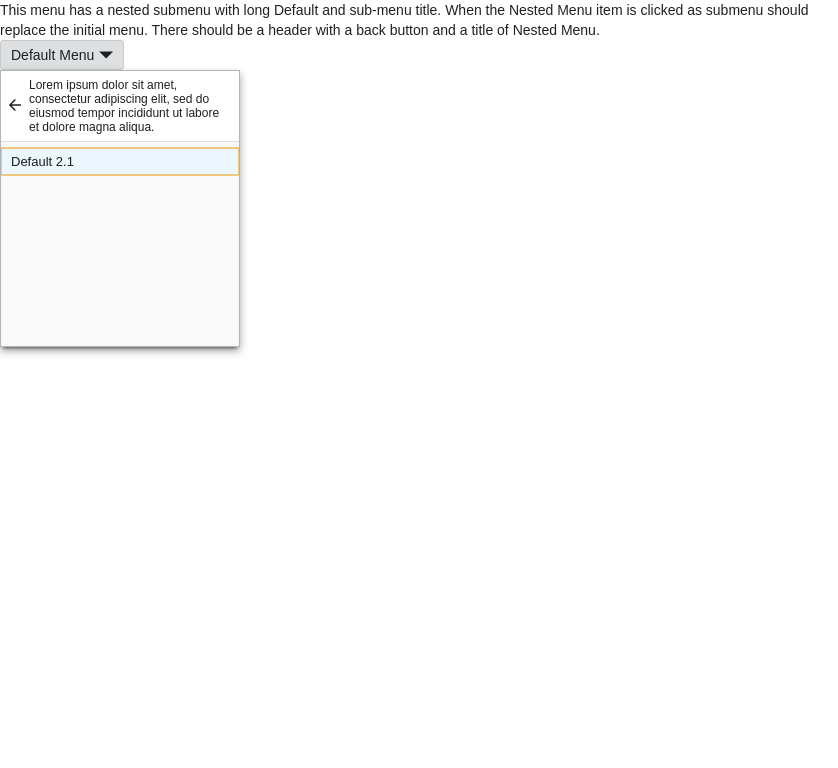 This menu has a nested submenu with long Default and sub-menu title. When the Nested Menu item is clicked as submenu should
replace the initial menu. There should be a header with a back button and a title of Nested Menu.
Default Menu
Lorem ipsum dolor sit amet,
consectetur adipiscing elit, sed do
eiusmod tempor incididunt ut labore
et dolore magna aliqua.
Default 2.1